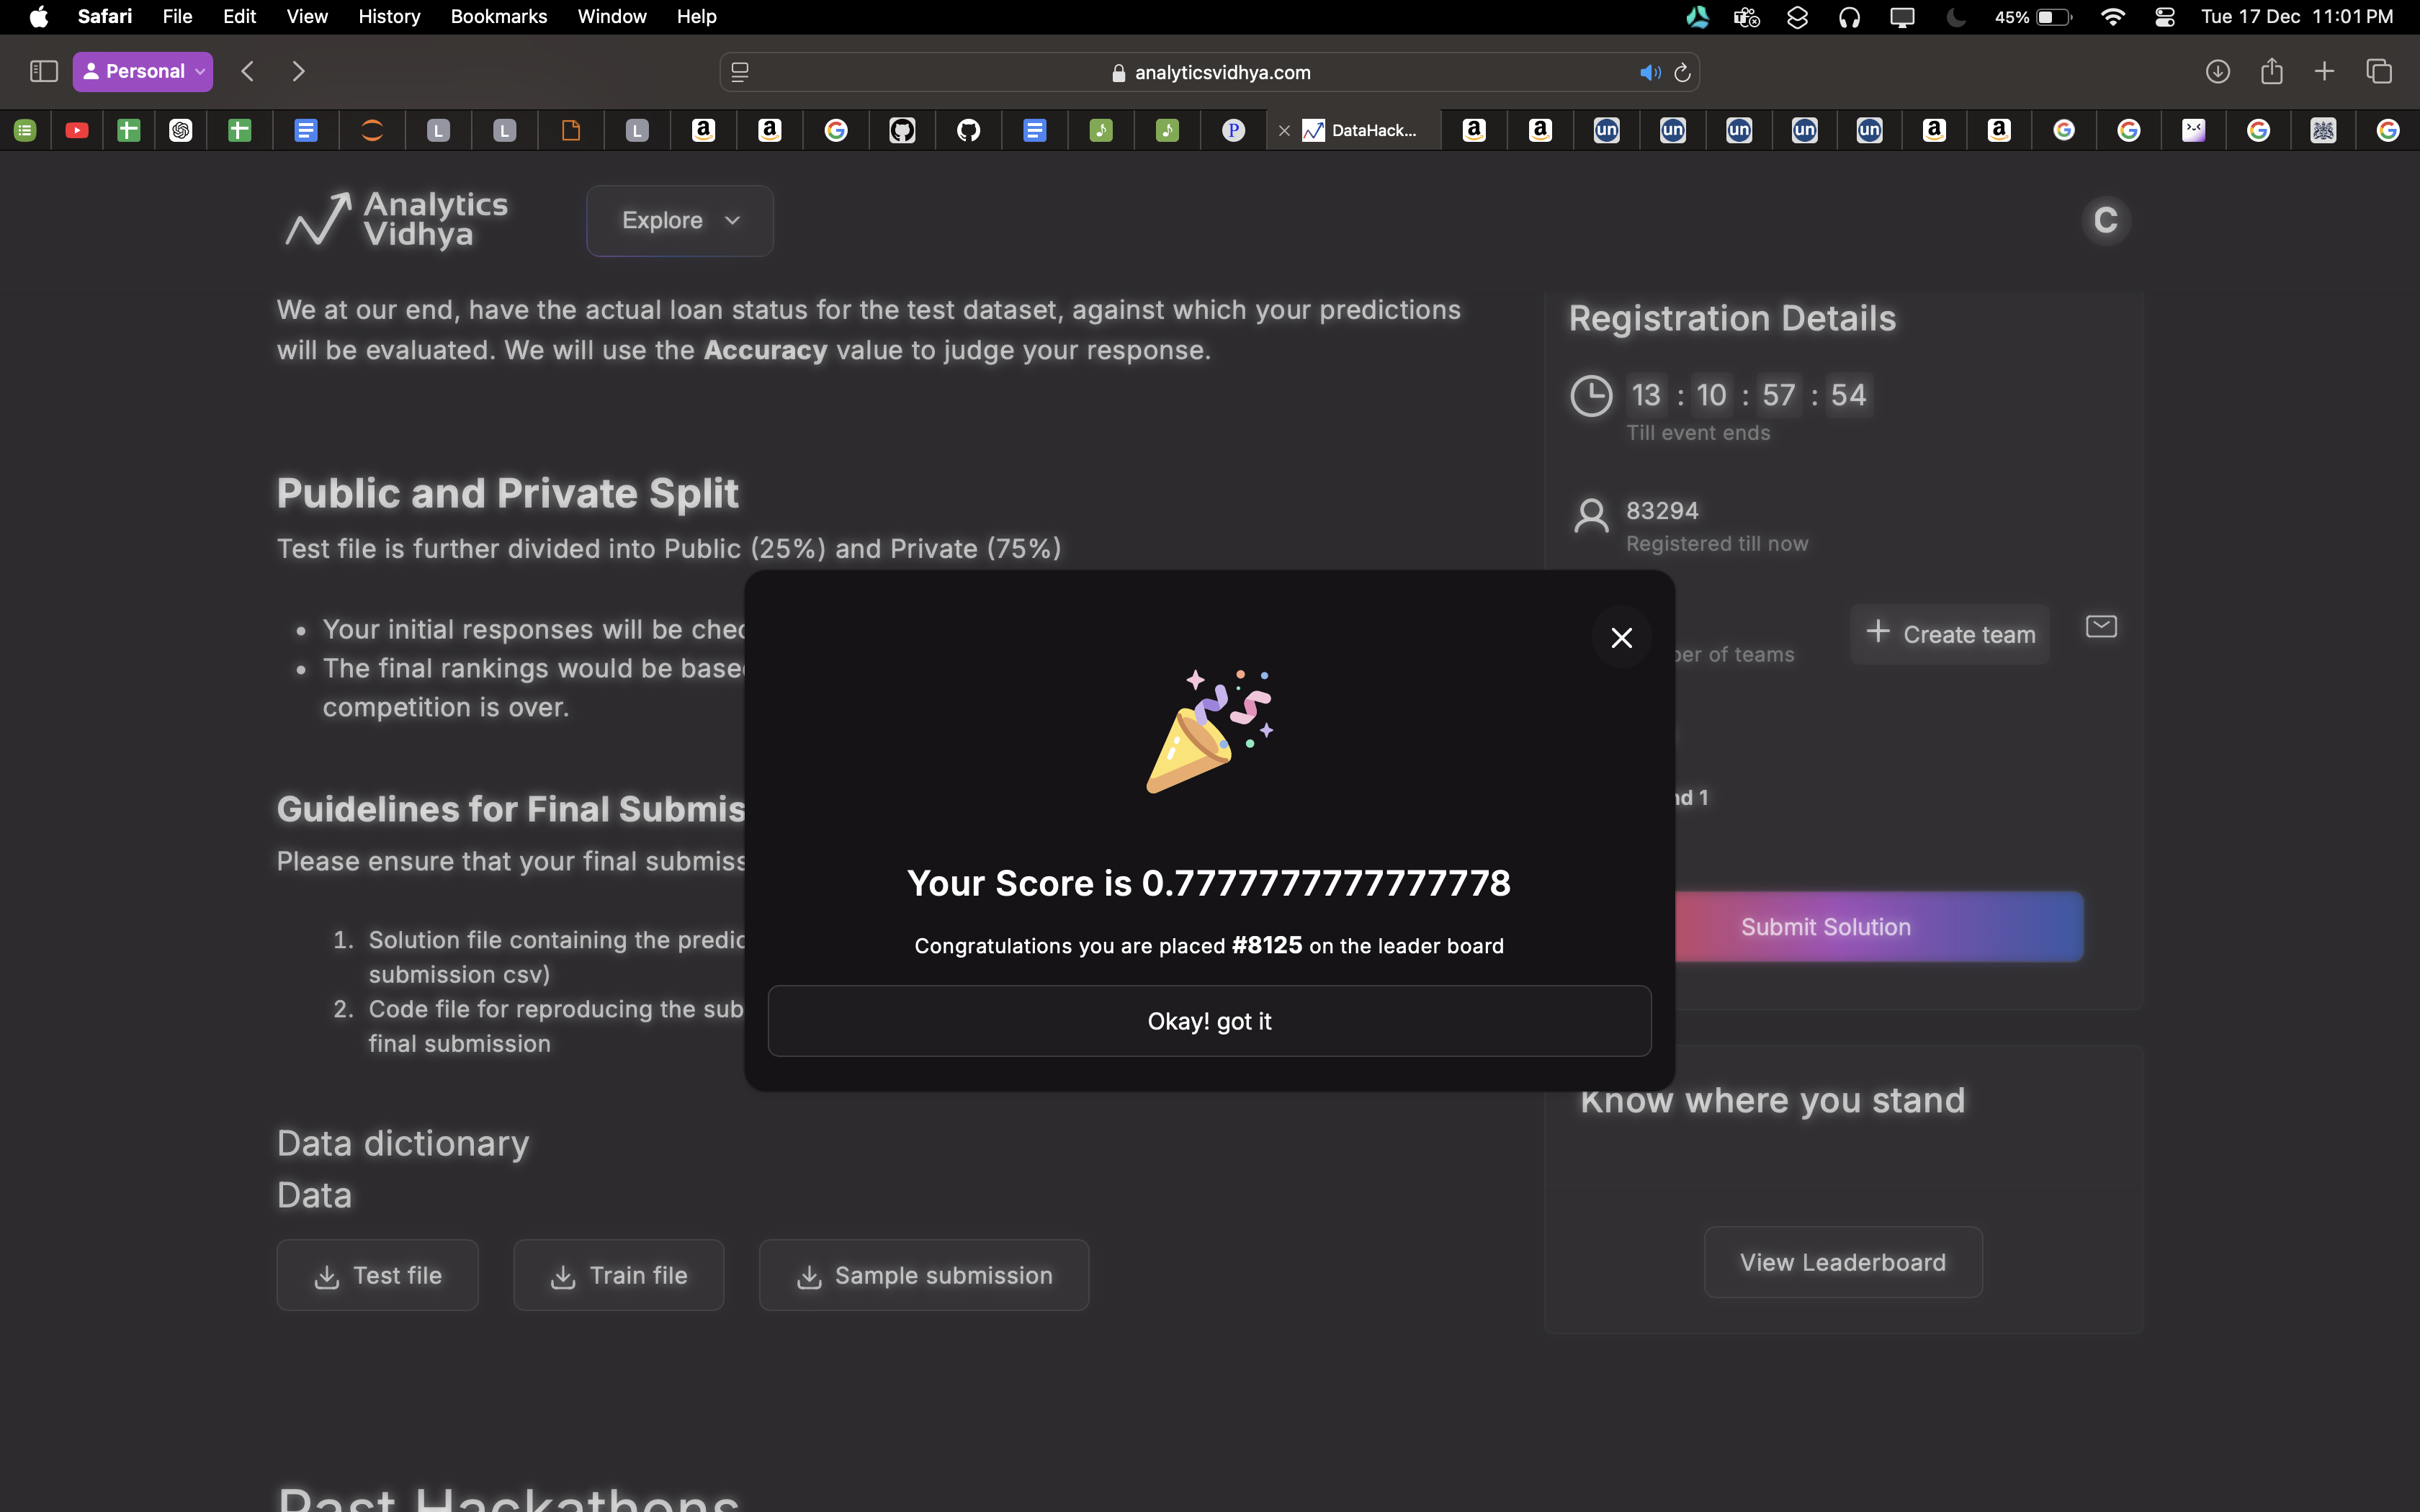 Safari File Edit View History Bookmarks Window Help 45% Tue 17 Dec 11:01 PM
Personal analyticsvidhya.com
L L L a a G P DataHack... a a un un un un un a a G G G G
Analytics
Vidhya
Explore
C
We at our end, have the actual loan status for the test dataset, against which your predictions
will be evaluated. We will use the Accuracy value to judge your response.
Public and Private Split
Test file is further divided into Public (25%) and Private (75%)
Your initial responses will be
The final rankings would be
competition is over.
Guidelines for Final
Please ensure that your final
1. Solution file containing the
submission csv)
2. Code file for reproducing the
final submission
Data dictionary
Data
Test file Train file Sample submission
Past Hackathons
Registration Details
13 : 10 : 57 : 54
Till event ends
83294
Registered till now
of teams
+ Create team
1
Submit Solution
Know where you stand
View Leaderboard
Your Score is 0.7777777777777778
Congratulations you are placed #8125 on the leader board
Okay! got it